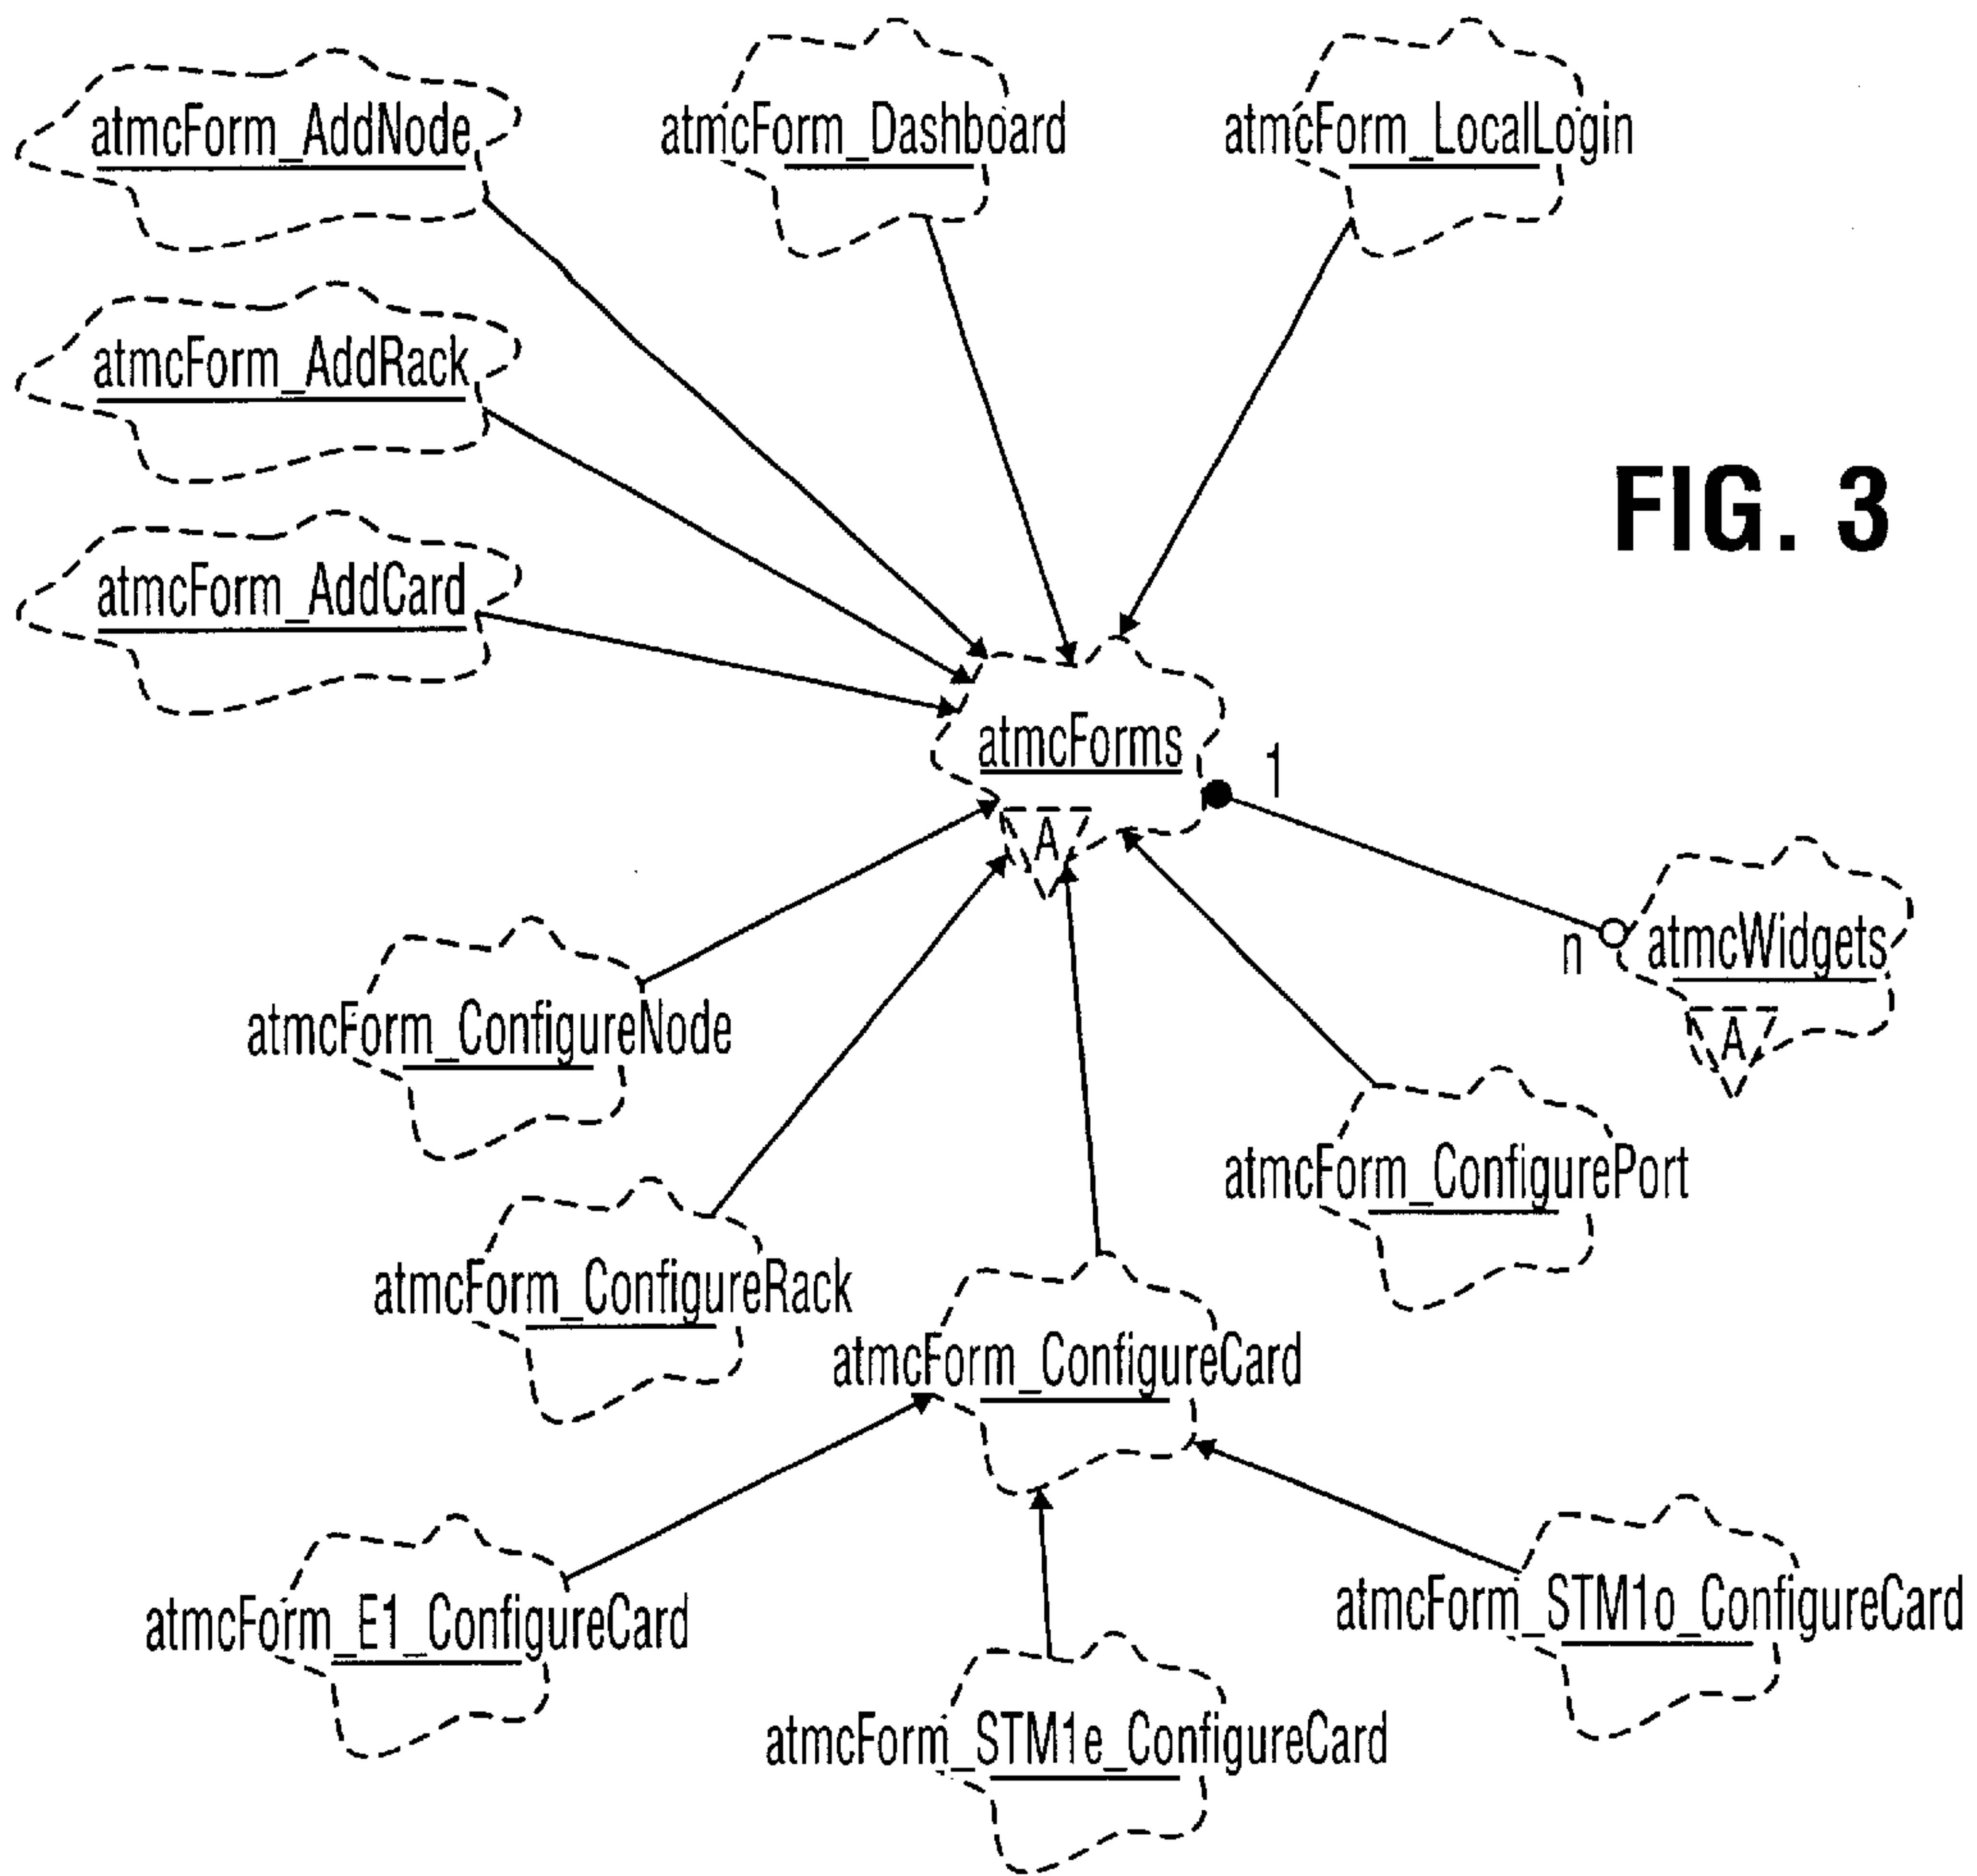 atmcForm_AddNode
atmcForm_Dashboard
atmcForm_LocalLogin
atmcForm_AddRack
FIG. 3
atmcForm_AddCard
atmcForms
1
A
n
atmcWidgets
A
atmcForm_ConfigureNode
atmcForm_ConfigurePort
atmcForm_ConfigureRack
atmcForm_ConfigureCard
atmcForm_E1_ConfigureCard
atmcForm_STM1o_ConfigureCard
atmcForm_STM1e_ConfigureCard